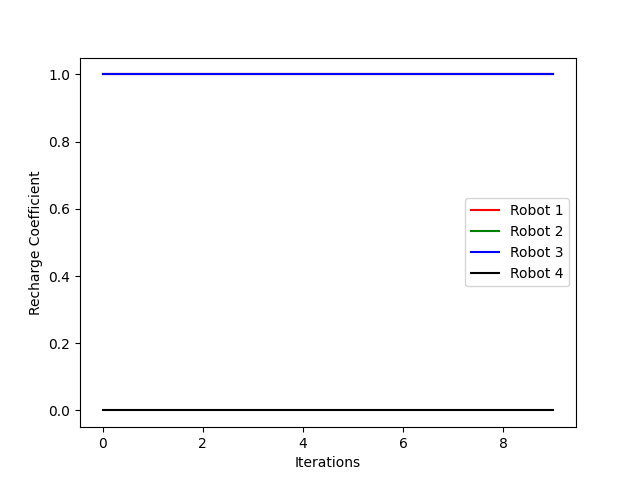 1.0
0.8
0.6
0.4
0.2
0.0
Recharge Coefficient
Robot 1
Robot 2
Robot 3
Robot 4
0 2 4 6 8
Iterations